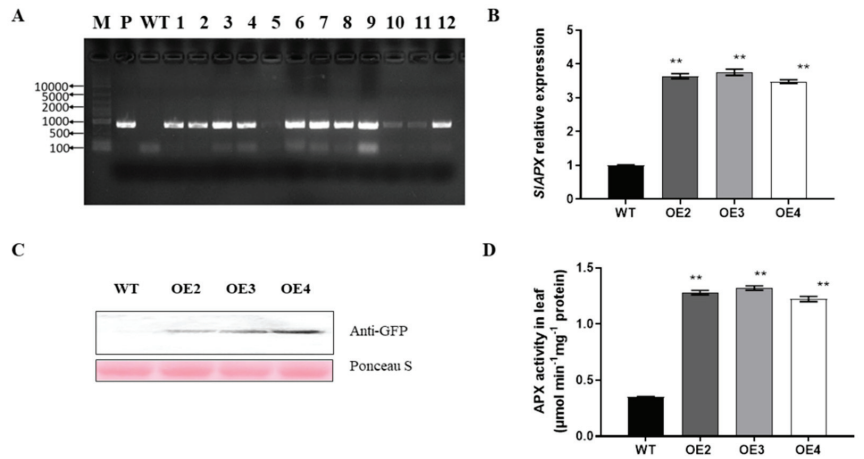 A
M P WT 1 2 3 4 5 6 7 8 9 10 11 12
10000
5000
2000
1000
500
100
B
SlAPX relative expression
5
4
3
2
1
0
**
**
**
WT OE2 OE3 OE4
C
WT OE2 OE3 OE4
Anti-GFP
Ponceau S
D
APX activity in leaf
(μmol min⁻¹mg⁻¹ protein)
1.5
1.0
0.5
0.0
**
**
**
WT OE2 OE3 OE4